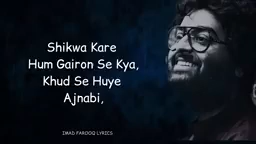 Shikwa Kare
Hum Gairon Se Kya,
Khud Se Huye
Ajnabi,
IMAD FAROOQ LYRICS